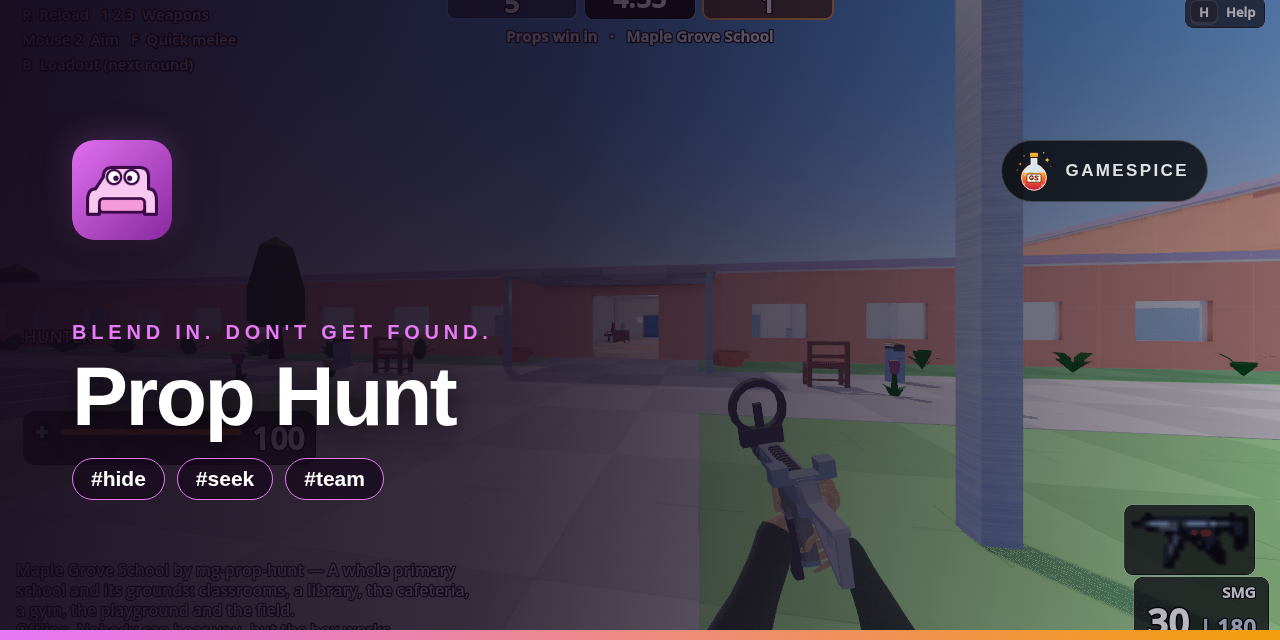 R Reload 1 2 3 Weapons
Mouse 2 Aim F Quick melee
B Loadout (next round)
5
4:53
1
Props win in · Maple Grove School
H Help
GS
GAMESPICE
BLEND IN. DON'T GET FOUND.
Prop Hunt
100
#hide #seek #team
Maple Grove School by mg-prop-hunt — A whole primary
school and its grounds: classrooms, a library, the cafeteria,
a gym, the playground and the field.
SMG
30 | 180